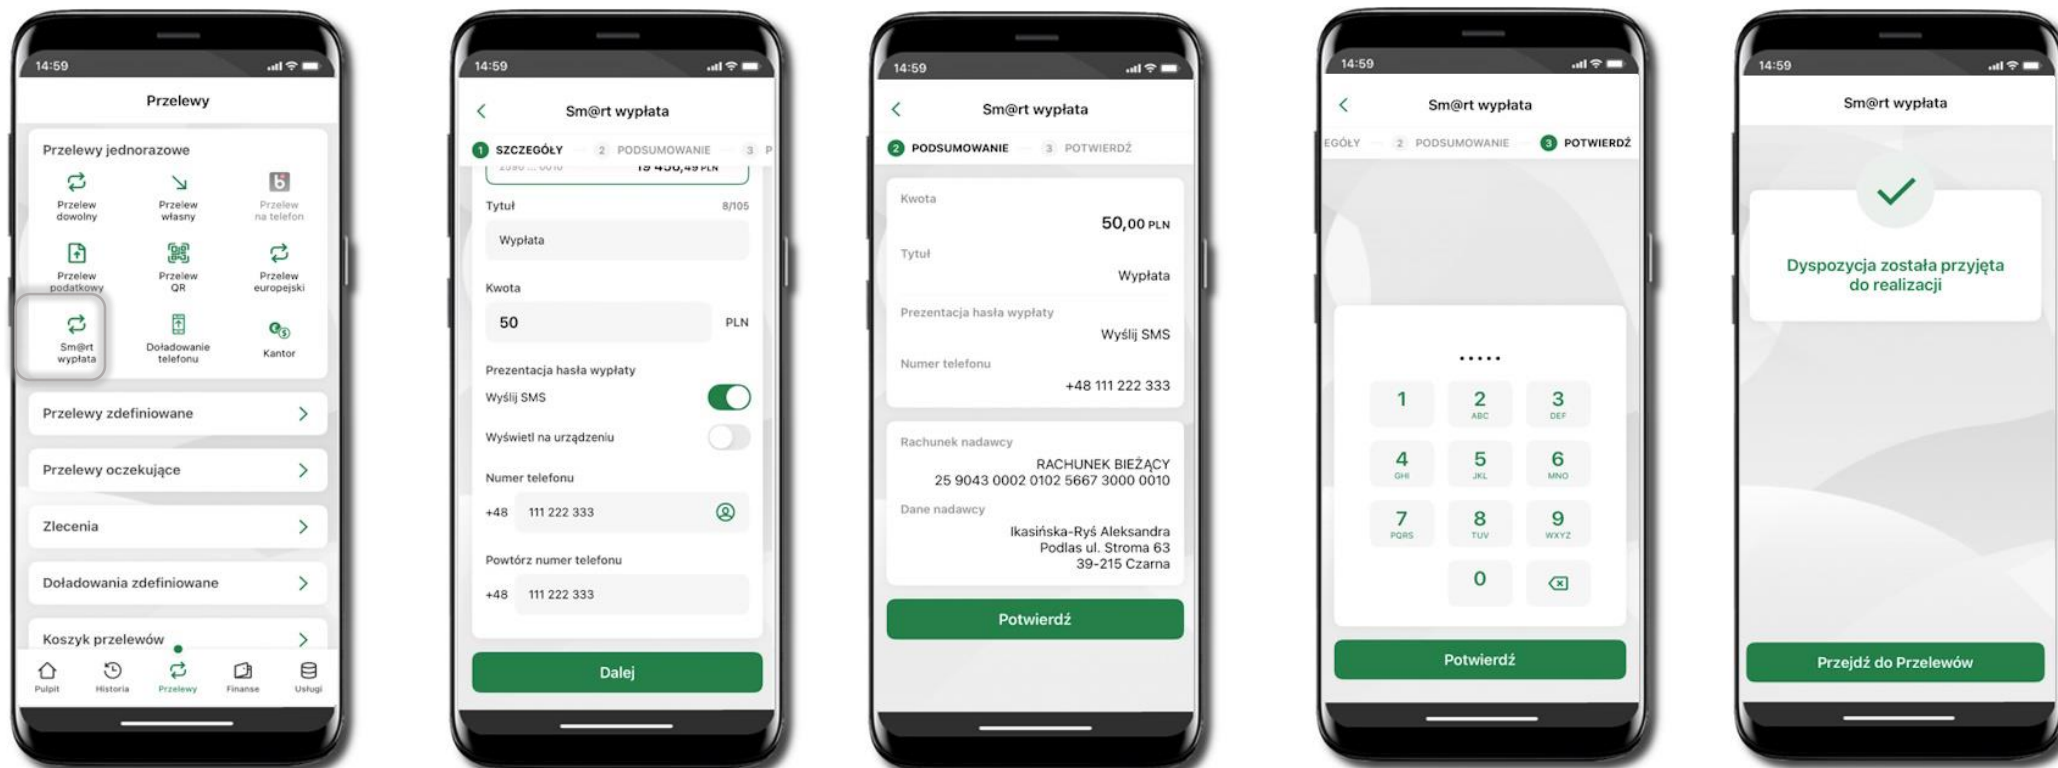 14:59
Przelewy
Przelewy jednorazowe
Przelew
dowolny
Przelew
własny
Przelew
na telefon
Przelew
podatkowy
Przelew
QR
Przelew
europejski
Sm@rt
wypłata
Doładowanie
telefonu
Kantor
Przelewy zdefiniowane
Przelewy oczekujące
Zlecenia
Doładowania zdefiniowane
Koszyk przelewów
Pulpit
Historia
Przelewy
Finanse
Usługi
14:59
Sm@rt wypłata
1 SZCZEGÓŁY 2 PODSUMOWANIE 3 P
2590 ... 0010 19 456,49 PLN
Tytuł 8/105
Wypłata
Kwota
50 PLN
Prezentacja hasła wypłaty
Wyślij SMS
Wyświetl na urządzeniu
Numer telefonu
+48 111 222 333
Powtórz numer telefonu
+48 111 222 333
Dalej
14:59
Sm@rt wypłata
2 PODSUMOWANIE 3 POTWIERDŹ
Kwota
50,00 PLN
Tytuł
Wypłata
Prezentacja hasła wypłaty
Wyślij SMS
Numer telefonu
+48 111 222 333
Rachunek nadawcy
RACHUNEK BIEŻĄCY
25 9043 0002 0102 5667 3000 0010
Dane nadawcy
Ikasińska-Ryś Aleksandra
Podlas ul. Stroma 63
39-215 Czarna
Potwierdź
14:59
Sm@rt wypłata
EGÓŁY 2 PODSUMOWANIE 3 POTWIERDŹ
1
2
ABC
3
DEF
4
GHI
5
JKL
6
MNO
7
PQRS
8
TUV
9
WXYZ
0
Potwierdź
14:59
Sm@rt wypłata
Dyspozycja została przyjęta
do realizacji
Przejdź do Przelewów